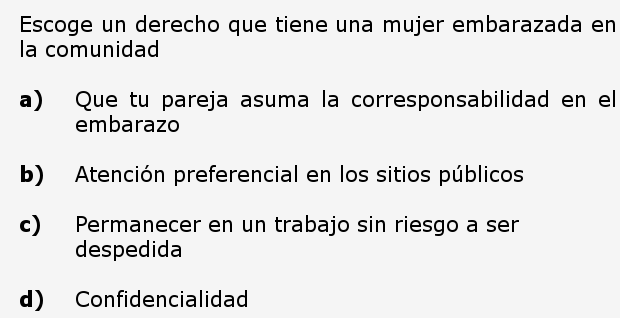 Escoge un derecho que tiene una mujer embarazada en
la comunidad
a) Que tu pareja asuma la corresponsabilidad en el
embarazo
b) Atención preferencial en los sitios públicos
c) Permanecer en un trabajo sin riesgo a ser
despedida
d) Confidencialidad